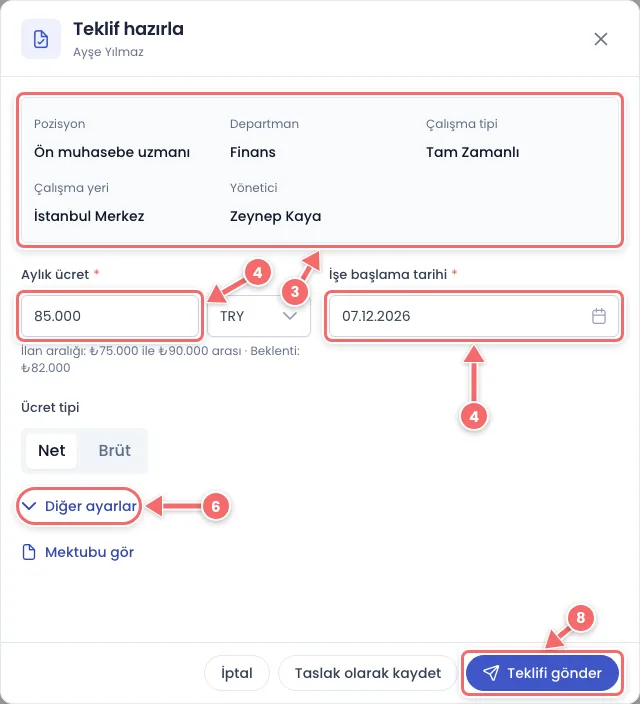 Teklif hazırla
Ayşe Yılmaz
Pozisyon
Departman
Çalışma tipi
Ön muhasebe uzmanı
Finans
Tam Zamanlı
Çalışma yeri
Yönetici
İstanbul Merkez
Zeynep Kaya
3
4
Aylık ücret *
İşe başlama tarihi *
85.000
TRY
07.12.2026
İlan aralığı: ₺75.000 ile ₺90.000 arası · Beklenti:
₺82.000
4
Ücret tipi
Net
Brüt
Diğer ayarlar
6
Mektubu gör
8
İptal
Taslak olarak kaydet
Teklifi gönder